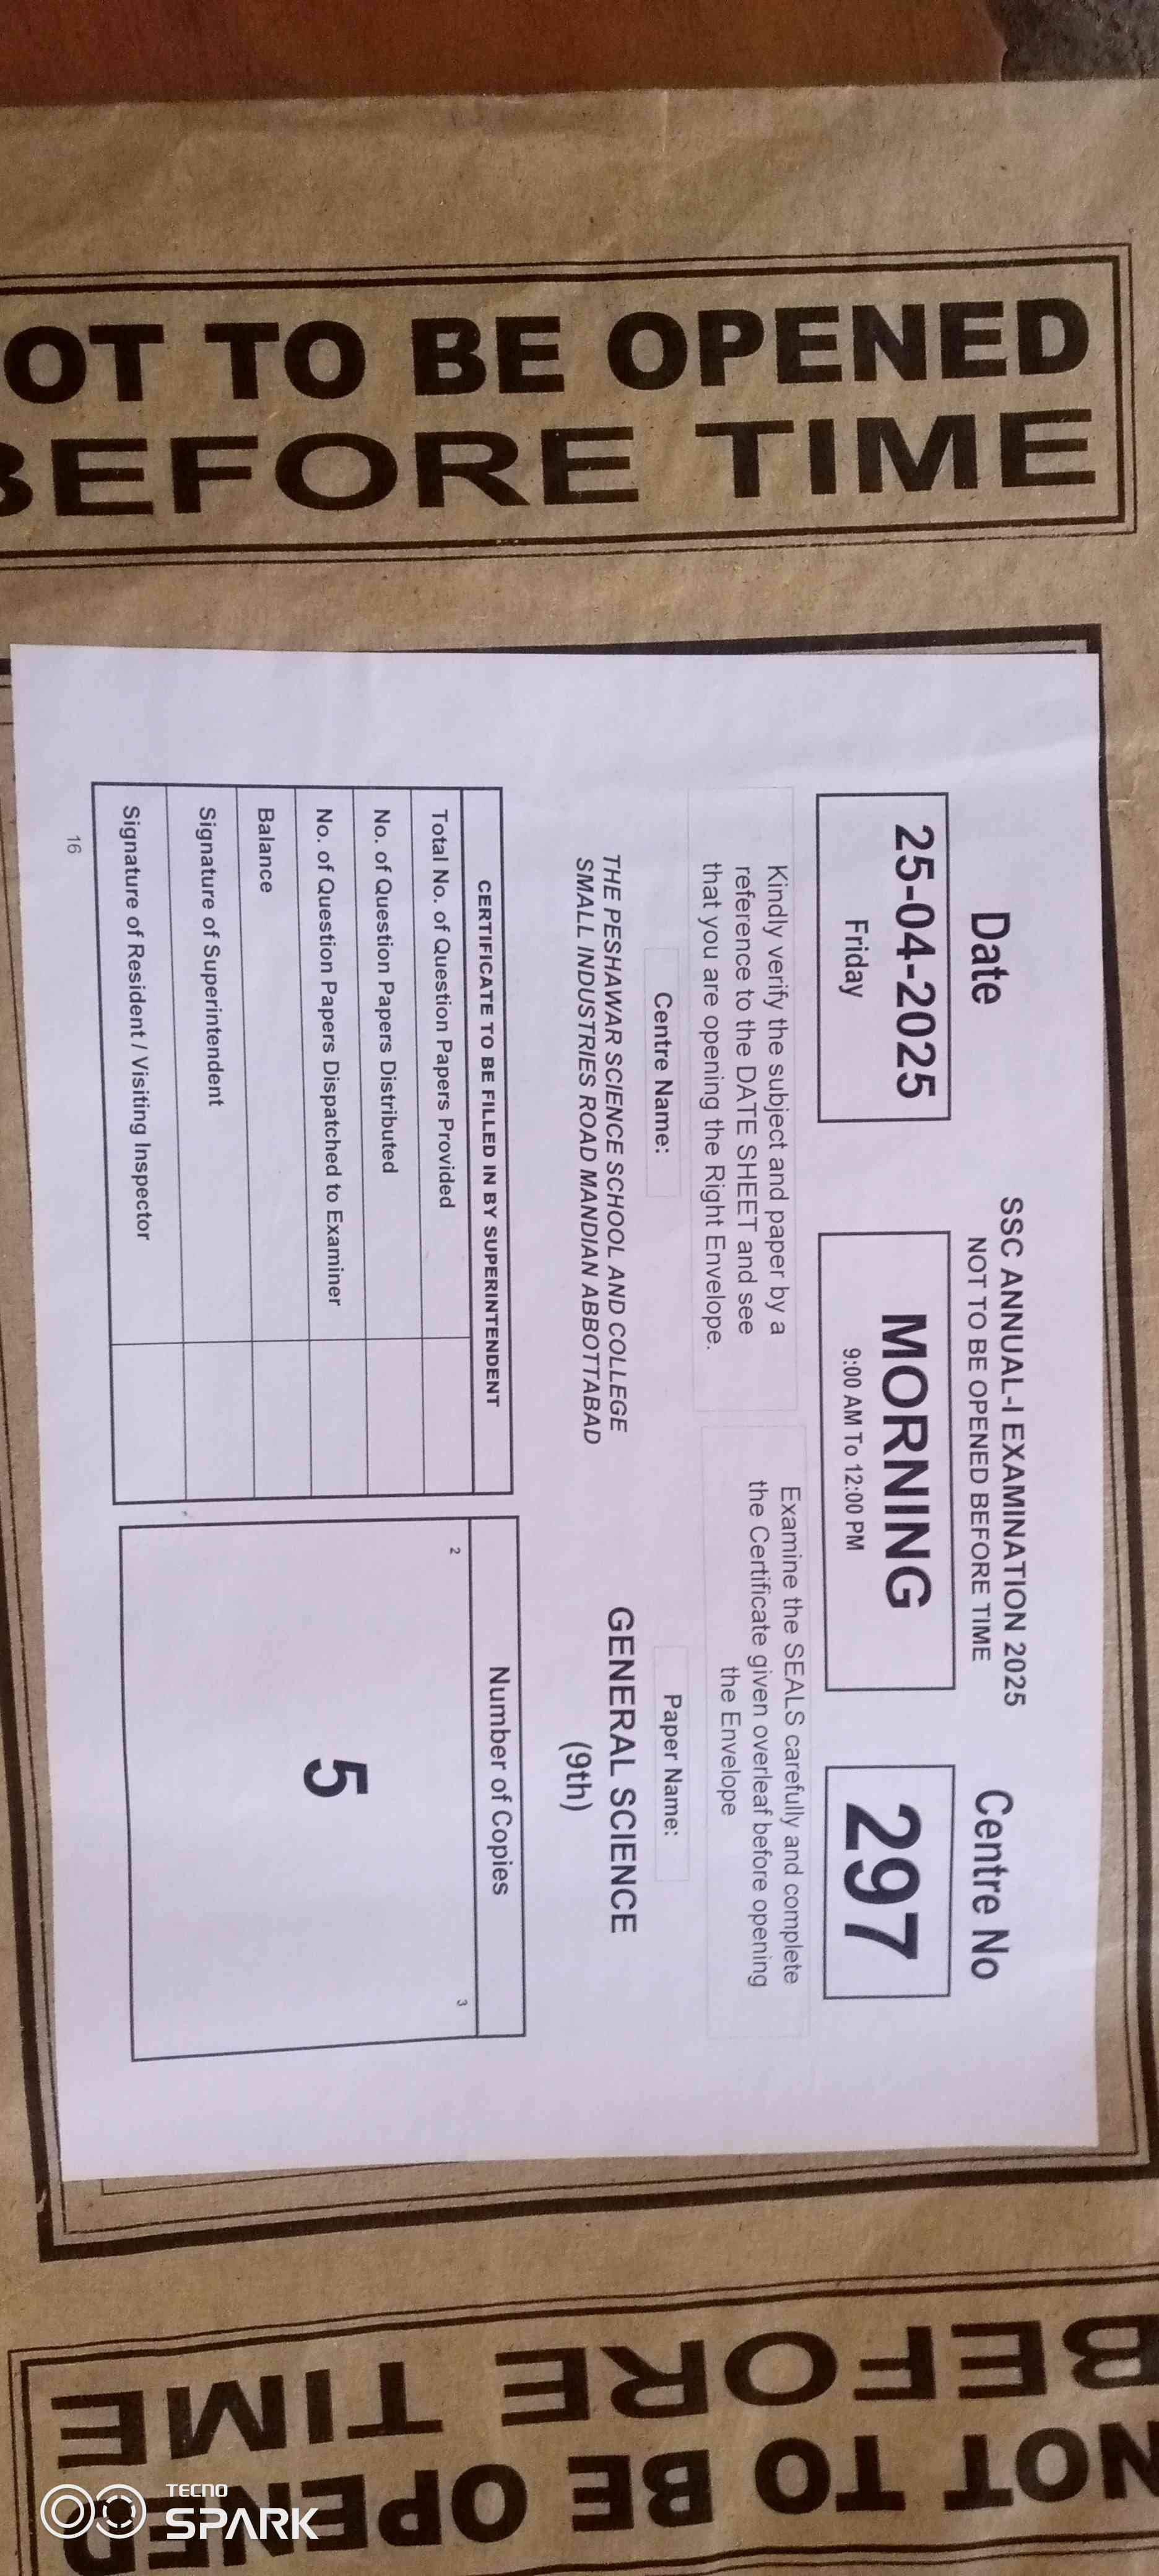 OT TO BE OPENED
BEFORE TIME
SSC ANNUAL-I EXAMINATION 2025
NOT TO BE OPENED BEFORE TIME
Date
Centre No
25-04-2025
Friday
MORNING
9:00 AM To 12:00 PM
297
Kindly verify the subject and paper by a
reference to the DATE SHEET and see
that you are opening the Right Envelope.
Examine the SEALS carefully and complete
the Certificate given overleaf before opening
the Envelope
Centre Name:
Paper Name:
THE PESHAWAR SCIENCE SCHOOL AND COLLEGE
SMALL INDUSTRIES ROAD MANDIAN ABBOTTABAD
GENERAL SCIENCE
(9th)
CERTIFICATE TO BE FILLED IN BY SUPERINTENDENT
Total No. of Question Papers Provided
No. of Question Papers Distributed
No. of Question Papers Dispatched to Examiner
Balance
Signature of Superintendent
Signature of Resident / Visiting Inspector
Number of Copies
2
3
5
16
NOT TO BE OPENED
BEFORE TIME
TECNO
SPARK